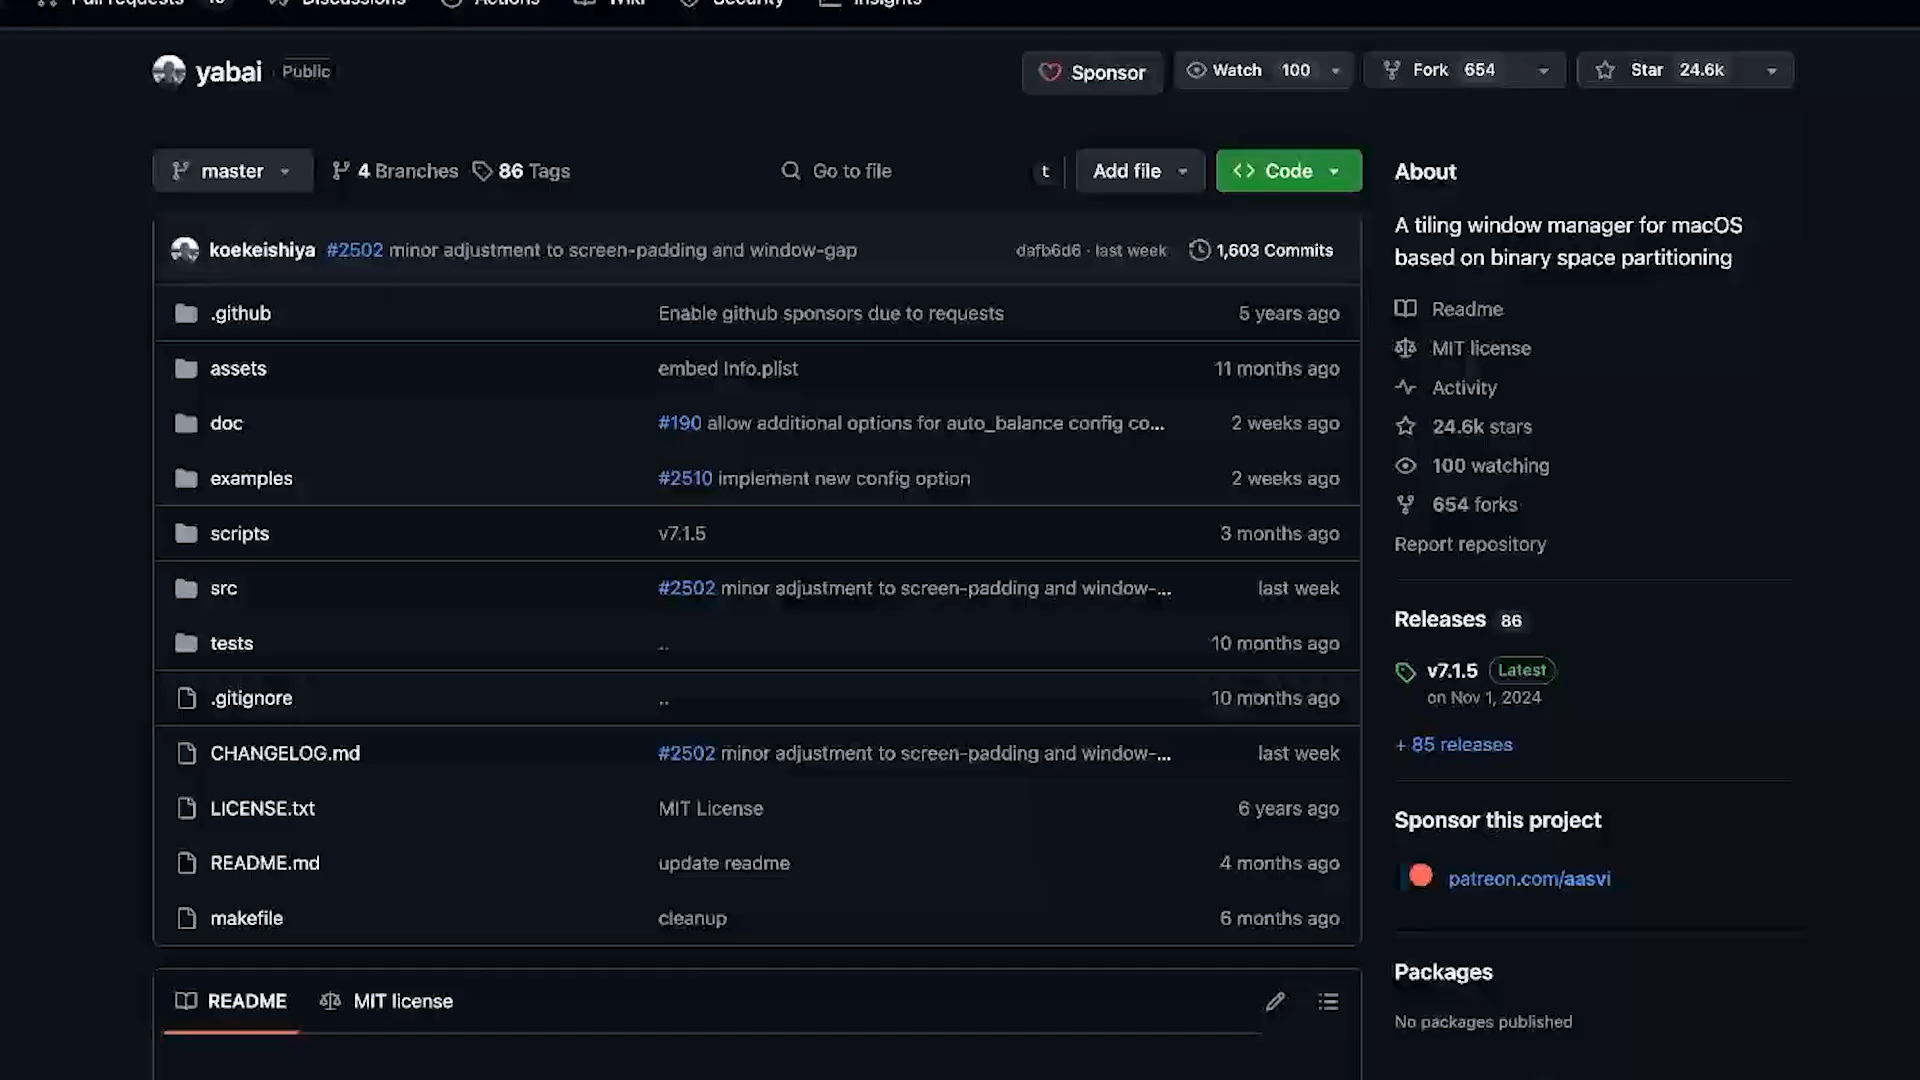 Pull requests
Discussions
Actions
Wiki
Security
Insights
yabai Public
Sponsor
Watch 100
Fork 654
Star 24.6k
master
4 Branches
86 Tags
Go to file
t
Add file
Code
koekeishiya #2502 minor adjustment to screen-padding and window-gap dafb6d6 · last week 1,603 Commits
.github Enable github sponsors due to requests 5 years ago
assets embed Info.plist 11 months ago
doc #190 allow additional options for auto_balance config co... 2 weeks ago
examples #2510 implement new config option 2 weeks ago
scripts v7.1.5 3 months ago
src #2502 minor adjustment to screen-padding and window-... last week
tests .. 10 months ago
.gitignore .. 10 months ago
CHANGELOG.md #2502 minor adjustment to screen-padding and window-... last week
LICENSE.txt MIT License 6 years ago
README.md update readme 4 months ago
makefile cleanup 6 months ago
README
MIT license
About
A tiling window manager for macOS
based on binary space partitioning
Readme
MIT license
Activity
24.6k stars
100 watching
654 forks
Report repository
Releases 86
v7.1.5 Latest
on Nov 1, 2024
+ 85 releases
Sponsor this project
patreon.com/aasvi
Packages
No packages published